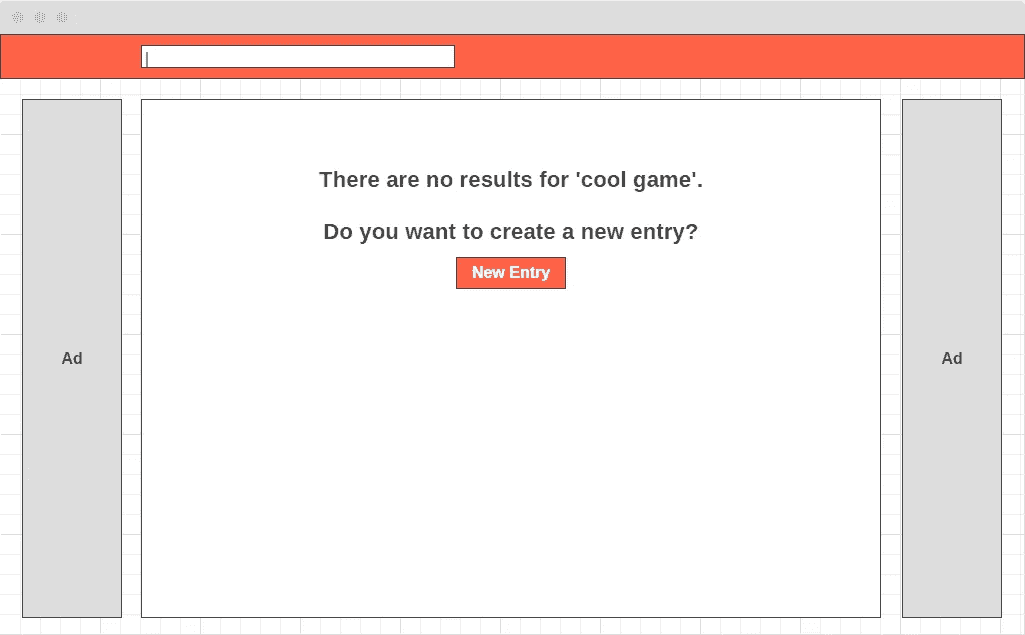 There are no results for 'cool game'.
Do you want to create a new entry?
New Entry
Ad
Ad